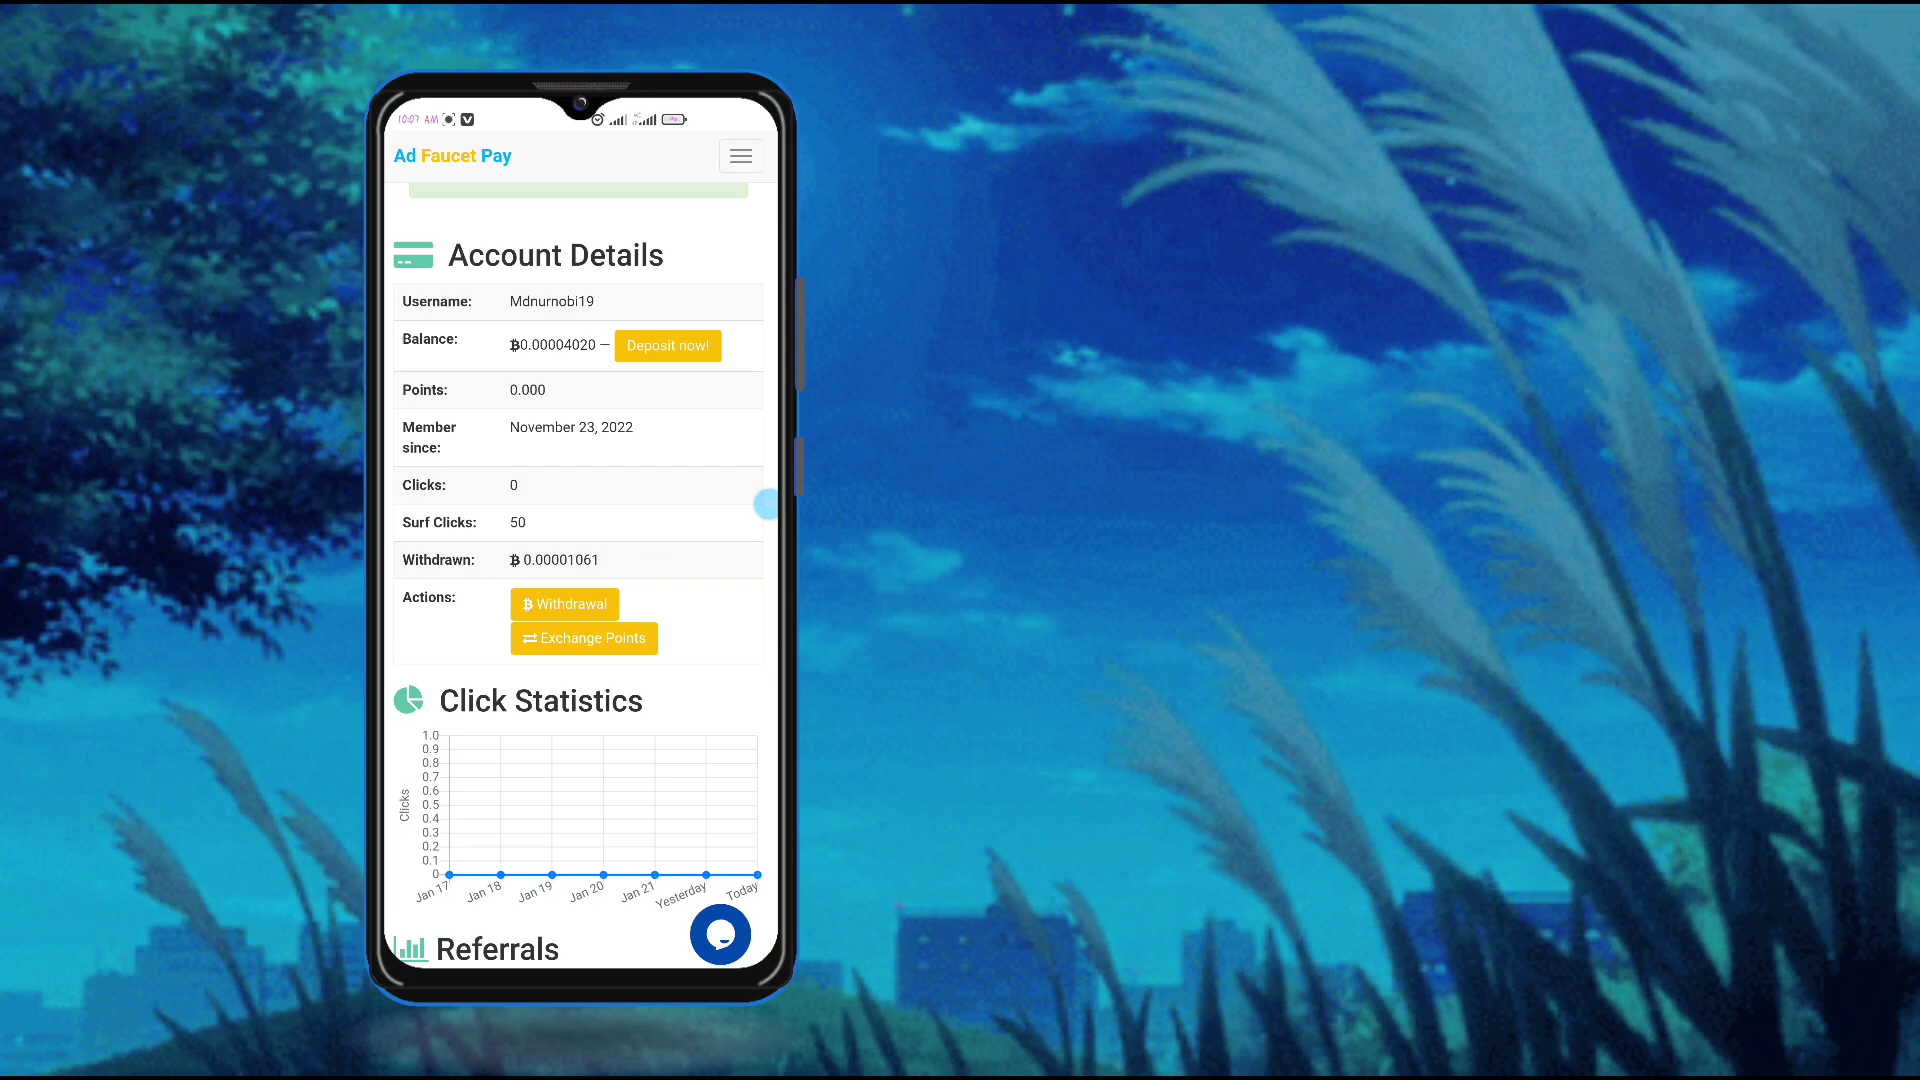 10:07 AM
Ad Faucet Pay
Account Details
Username: Mdnurnobi19
Balance: ₿0.00004020 — Deposit now!
Points: 0.000
Member since: November 23, 2022
Clicks: 0
Surf Clicks: 50
Withdrawn: ₿ 0.00001061
Actions: ₿ Withdrawal
Exchange Points
Click Statistics
1.0
0.9
0.8
0.7
0.6
0.5
0.4
0.3
0.2
0.1
0
Clicks
Jan 17 Jan 18 Jan 19 Jan 20 Jan 21 Yesterday Today
Referrals